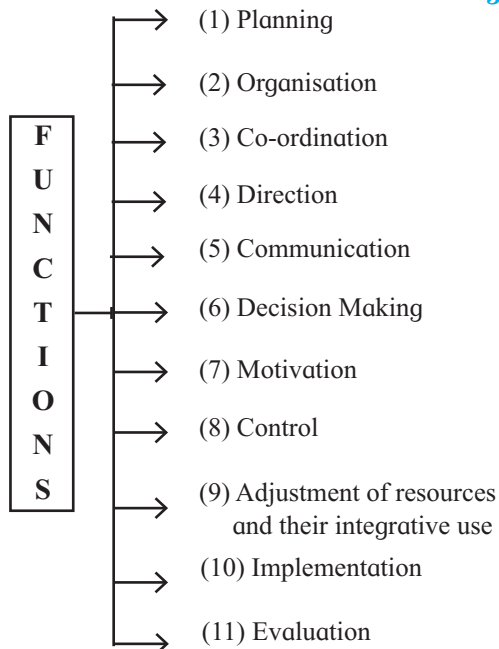 (1) Planning
(2) Organisation
F
U
N
C
T
I
O
N
S
(3) Co-ordination
(4) Direction
(5) Communication
(6) Decision Making
(7) Motivation
(8) Control
(9) Adjustment of resources
and their integrative use
(10) Implementation
(11) Evaluation